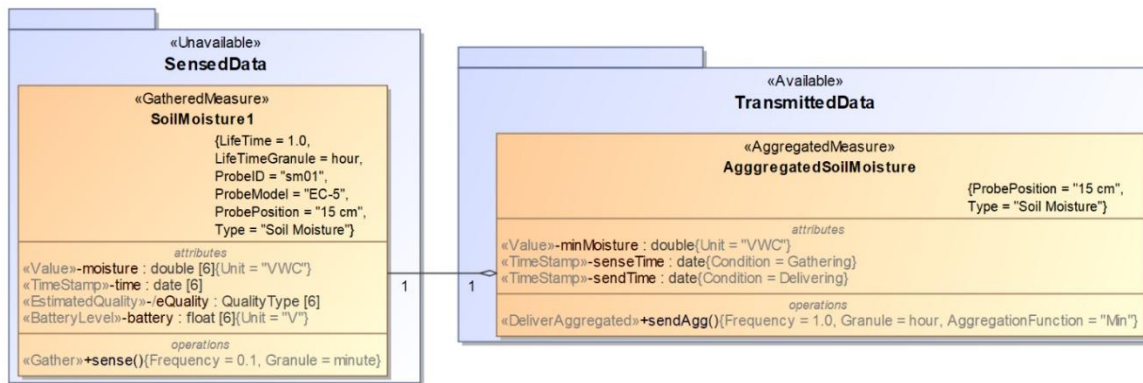 «Unavailable»
SensedData
«GatheredMeasure»
SoilMoisture1
{LifeTime = 1.0,
LifeTimeGranule = hour,
ProbeID = "sm01",
ProbeModel = "EC-5",
ProbePosition = "15 cm",
Type = "Soil Moisture"}
attributes
«Value»-moisture : double [6]{Unit = "VWC"}
«TimeStamp»-time : date [6]
«EstimatedQuality»-/eQuality : QualityType [6]
«BatteryLevel»-battery : float [6]{Unit = "V"}
operations
«Gather»+sense(){Frequency = 0.1, Granule = minute}
1
1
«Available»
TransmittedData
«AggregatedMeasure»
AgggregatedSoilMoisture
{ProbePosition = "15 cm",
Type = "Soil Moisture"}
attributes
«Value»-minMoisture : double{Unit = "VWC"}
«TimeStamp»-senseTime : date{Condition = Gathering}
«TimeStamp»-sendTime : date{Condition = Delivering}
operations
«DeliverAggregated»+sendAgg(){Frequency = 1.0, Granule = hour, AggregationFunction = "Min"}